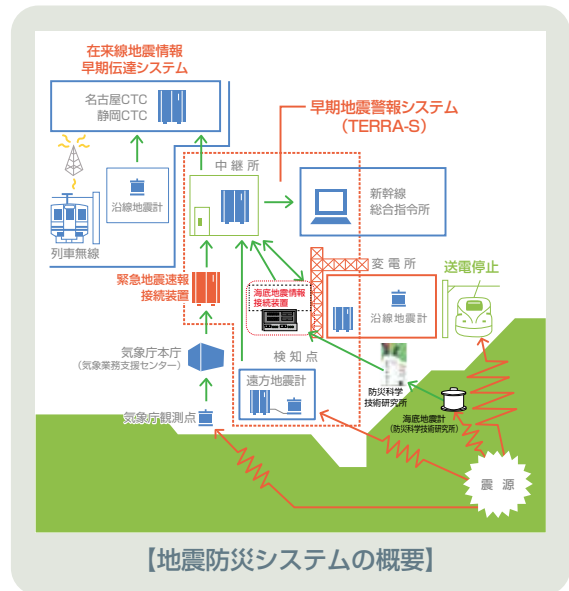 在来線地震情報
早期伝達システム
名古屋CTC
静岡CTC
早期地震警報システム
（TERRA-S）
中継所
新幹線
総合指令所
沿線地震計
列車無線
緊急地震速報
接続装置
海底地震情報
接続装置
変電所
送電停止
沿線地震計
気象庁本庁
（気象業務支援センター）
検知点
遠方地震計
防災科学
技術研究所
海底地震計
（防災科学技術研究所）
気象庁観測点
震源
【地震防災システムの概要】